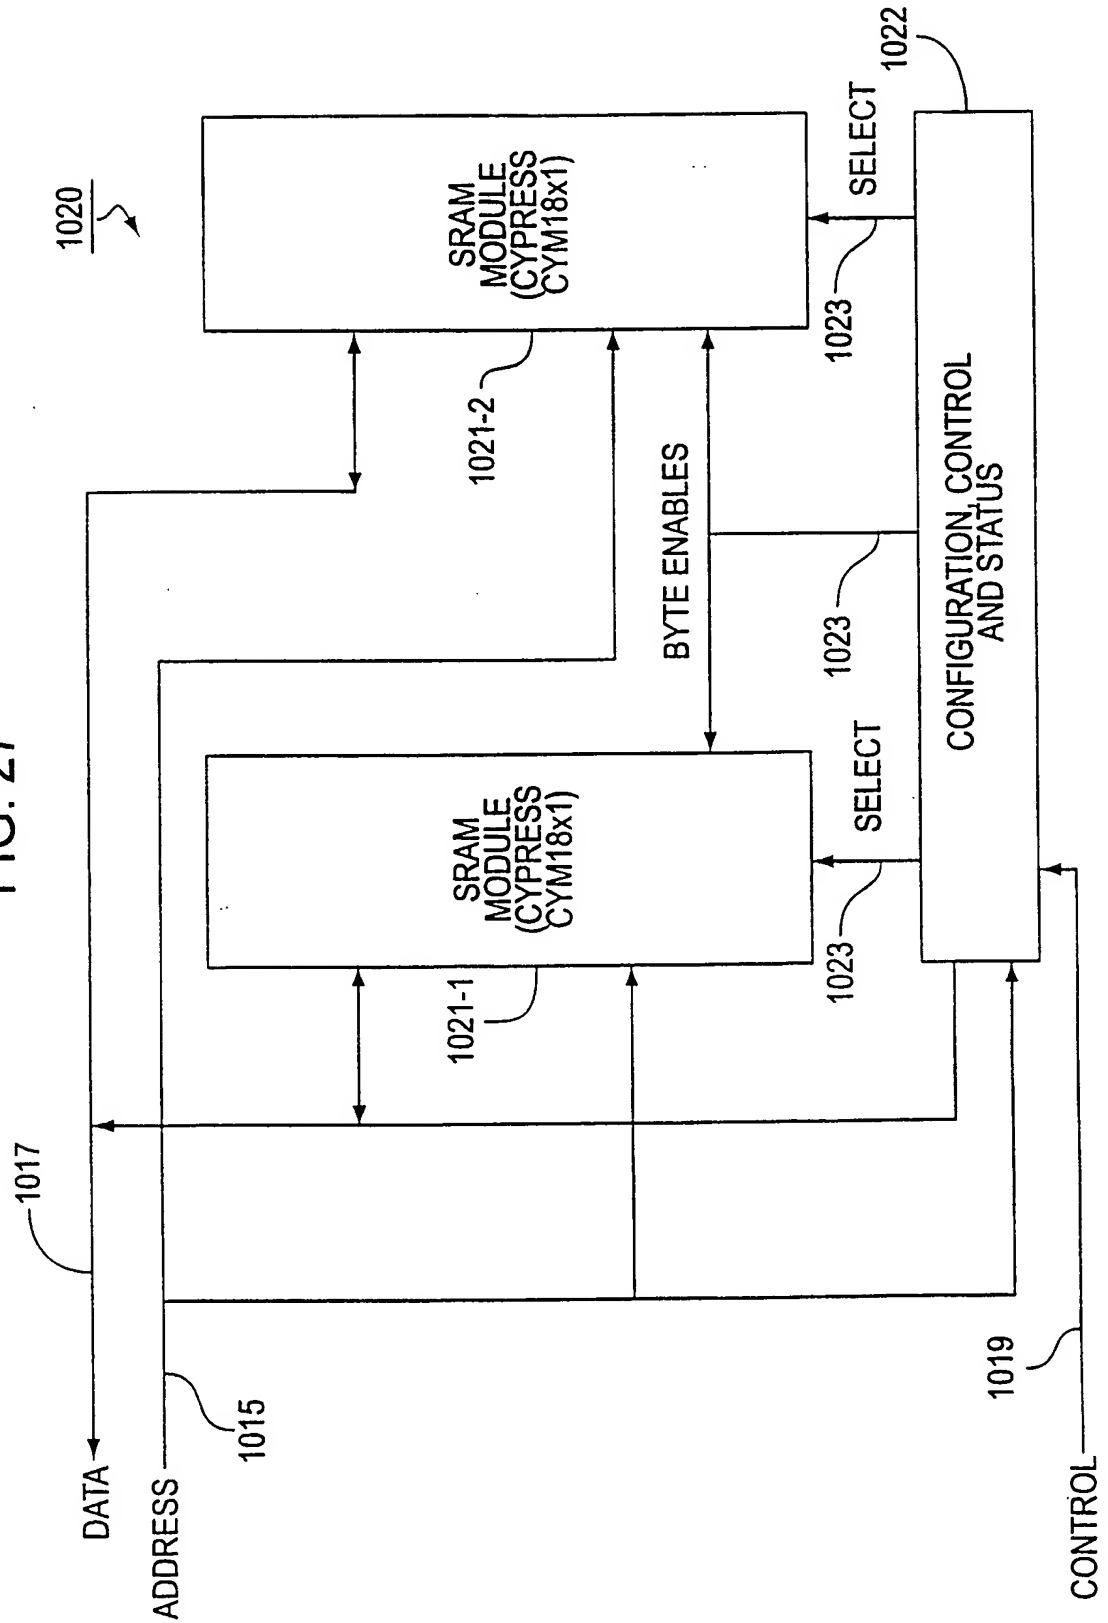 FIG. 27
1020
1017
DATA
ADDRESS
1015
SRAM
MODULE
(CYPRESS
CYM18x1)
1021-1
SRAM
MODULE
(CYPRESS
CYM18x1)
1021-2
BYTE ENABLES
SELECT
1023
1023
SELECT
1023
1022
CONFIGURATION, CONTROL
AND STATUS
1019
CONTROL